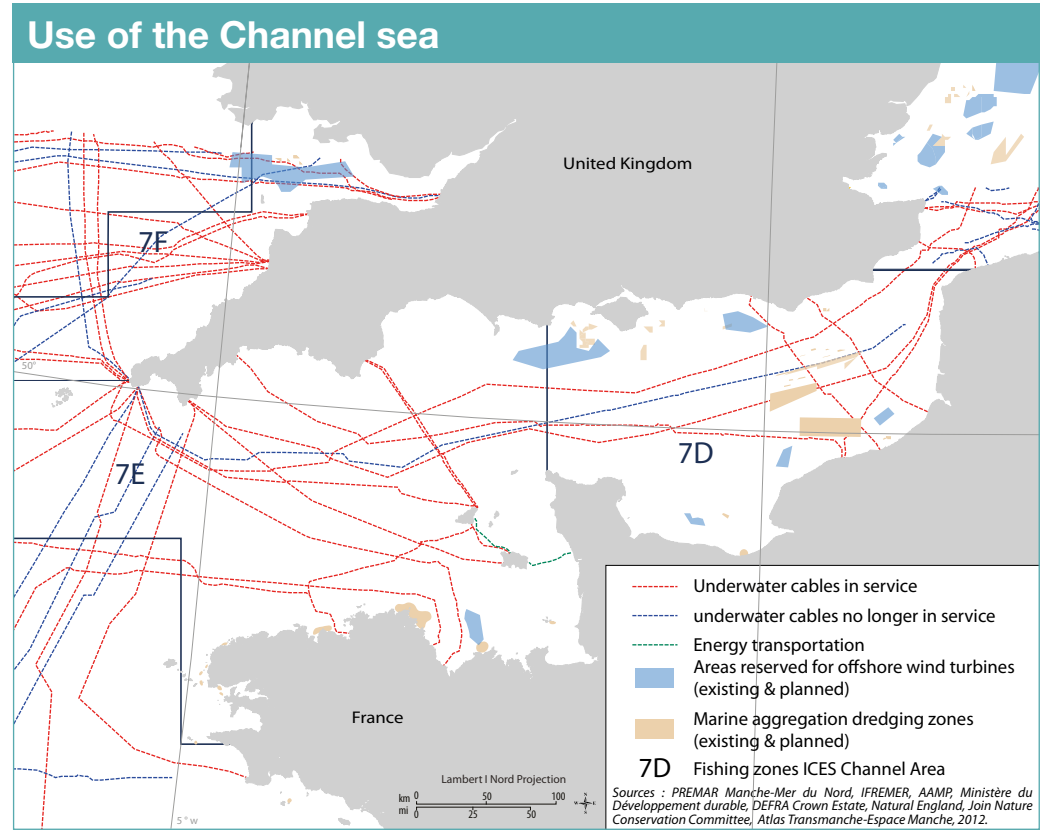 Use of the Channel sea
United Kingdom
7F
50°
7E
7D
France
5° w
Lambert I Nord Projection
km 0 50 100
mi 0 25 50
Underwater cables in service
underwater cables no longer in service
Energy transportation
Areas reserved for offshore wind turbines
(existing & planned)
Marine aggregation dredging zones
(existing & planned)
7D Fishing zones ICES Channel Area
Sources : PREMAR Manche-Mer du Nord, IFREMER, AAMP, Ministère du
Développement durable, DEFRA Crown Estate, Natural England, Join Nature
Conservation Committee, Atlas Transmanche-Espace Manche, 2012.